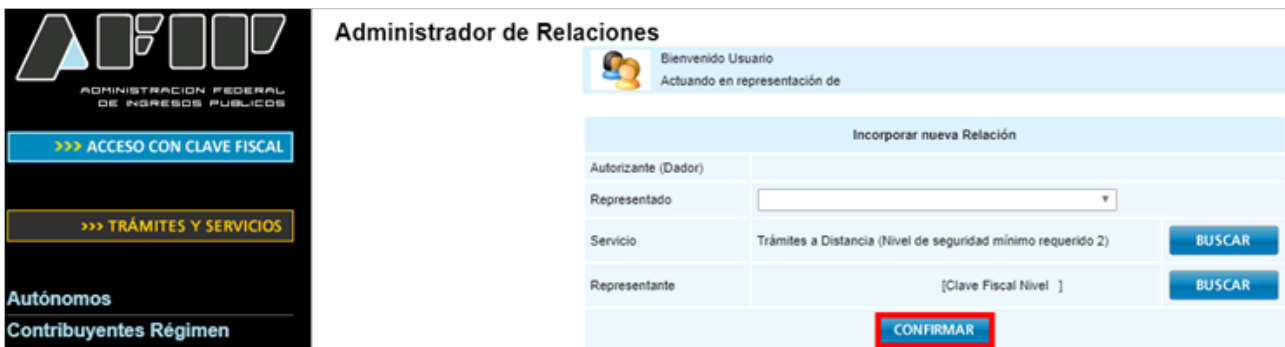 AFIP
ADMINISTRACION FEDERAL
DE INGRESOS PUBLICOS
>>> ACCESO CON CLAVE FISCAL
>>> TRÁMITES Y SERVICIOS
Autónomos
Contribuyentes Régimen
Administrador de Relaciones
Bienvenido Usuario
Actuando en representación de
Incorporar nueva Relación
Autorizante (Dador)
Representado
Servicio Trámites a Distancia (Nivel de seguridad mínimo requerido 2) BUSCAR
Representante [Clave Fiscal Nivel ] BUSCAR
CONFIRMAR